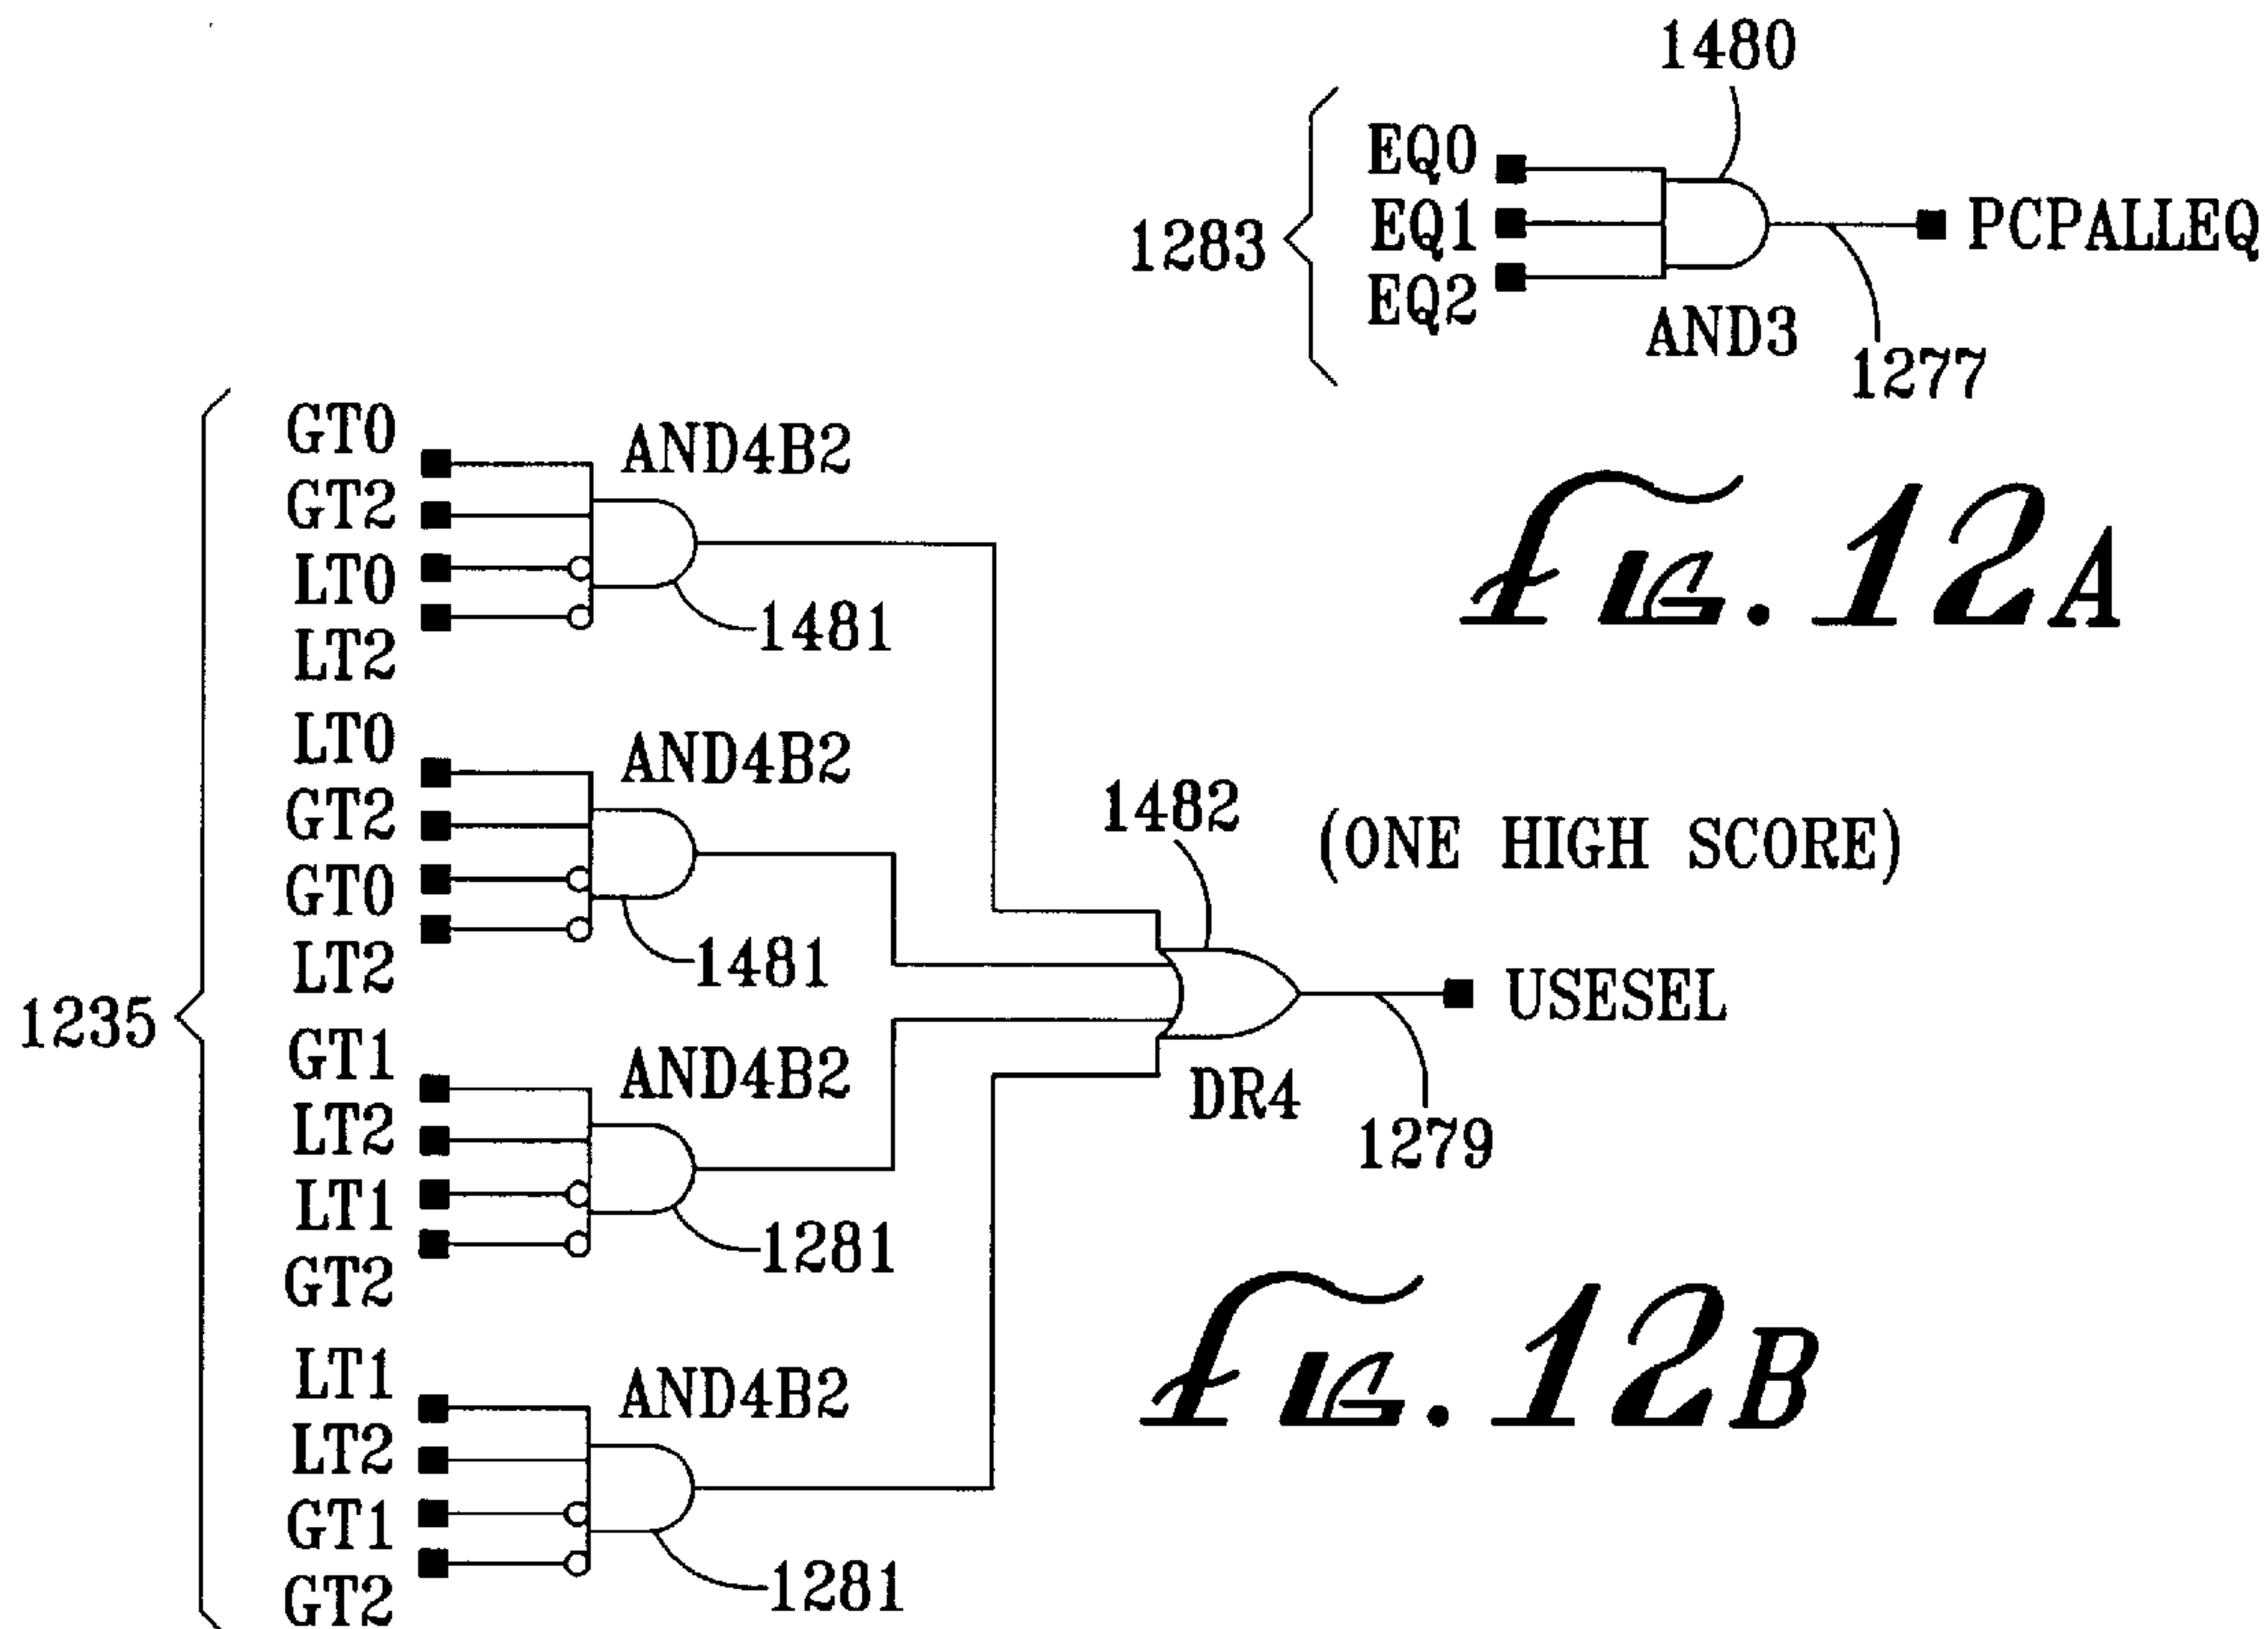 1480
1283
EQ0
EQ1
EQ2
PCPALLEQ
AND3
1277
FIG. 12A
1235
GT0
GT2
LT0
LT2
AND4B2
1481
LT0
GT2
GT0
LT2
AND4B2
1481
GT1
LT2
LT1
GT2
AND4B2
1281
LT1
LT2
GT1
GT2
AND4B2
1281
1482
(ONE HIGH SCORE)
USESEL
DR4
1279
FIG. 12B